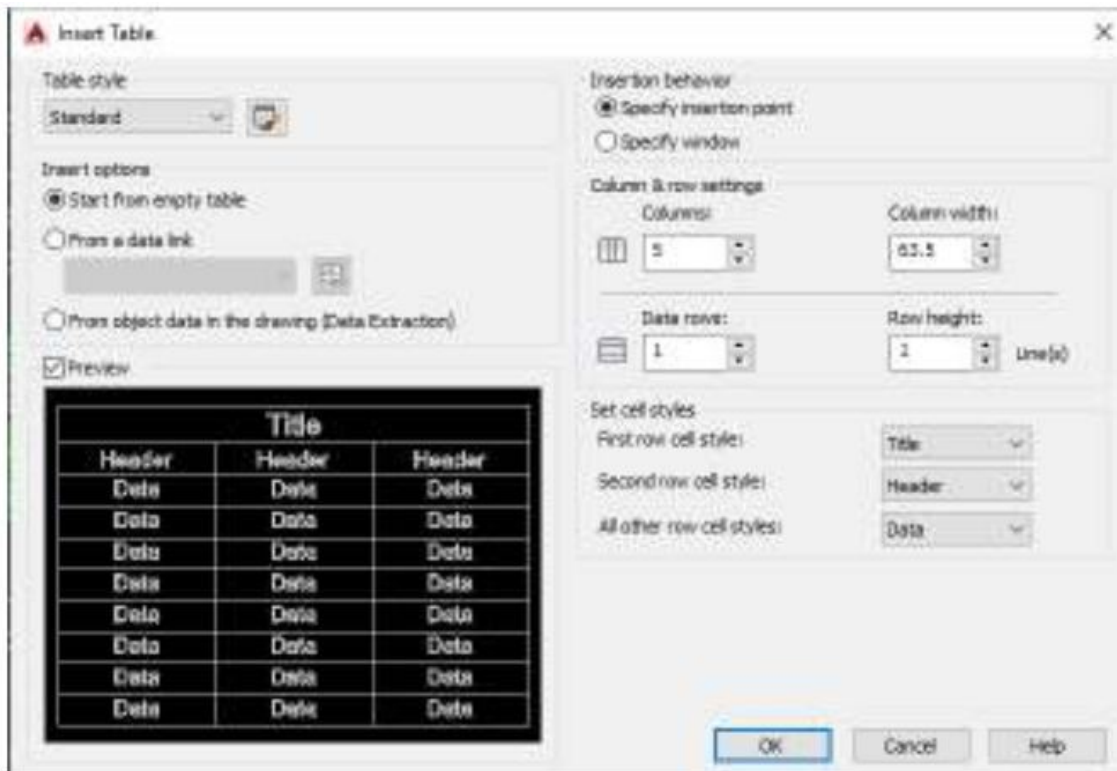 Insert Table
Table style
Standard
Insert options
Start from empty table
From a data link
From object data in the drawing (Data Extraction)
Preview
Title
Header Header Header
Data Data Data
Data Data Data
Data Data Data
Data Data Data
Data Data Data
Data Data Data
Data Data Data
Data Data Data
Insertion behavior
Specify insertion point
Specify window
Column & row settings
Columns: Column width:
5 63.5
Data rows: Row height:
1 Line(s)
Set cell styles
First row cell style: Title
Second row cell style: Header
All other row cell styles: Data
OK Cancel Help